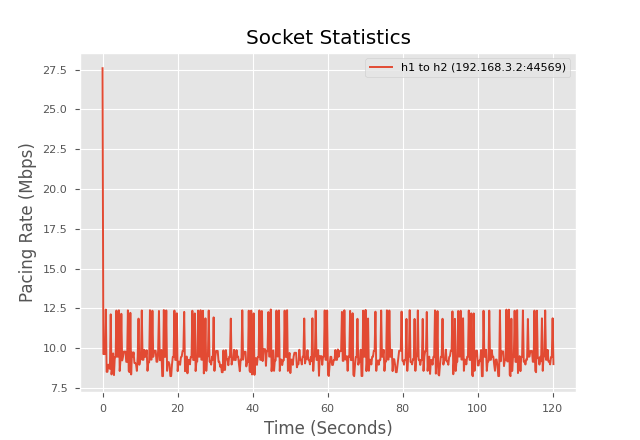 Socket Statistics
h1 to h2 (192.168.3.2:44569)
27.5
25.0
22.5
20.0
17.5
15.0
12.5
10.0
7.5
Pacing Rate (Mbps)
0 20 40 60 80 100 120
Time (Seconds)